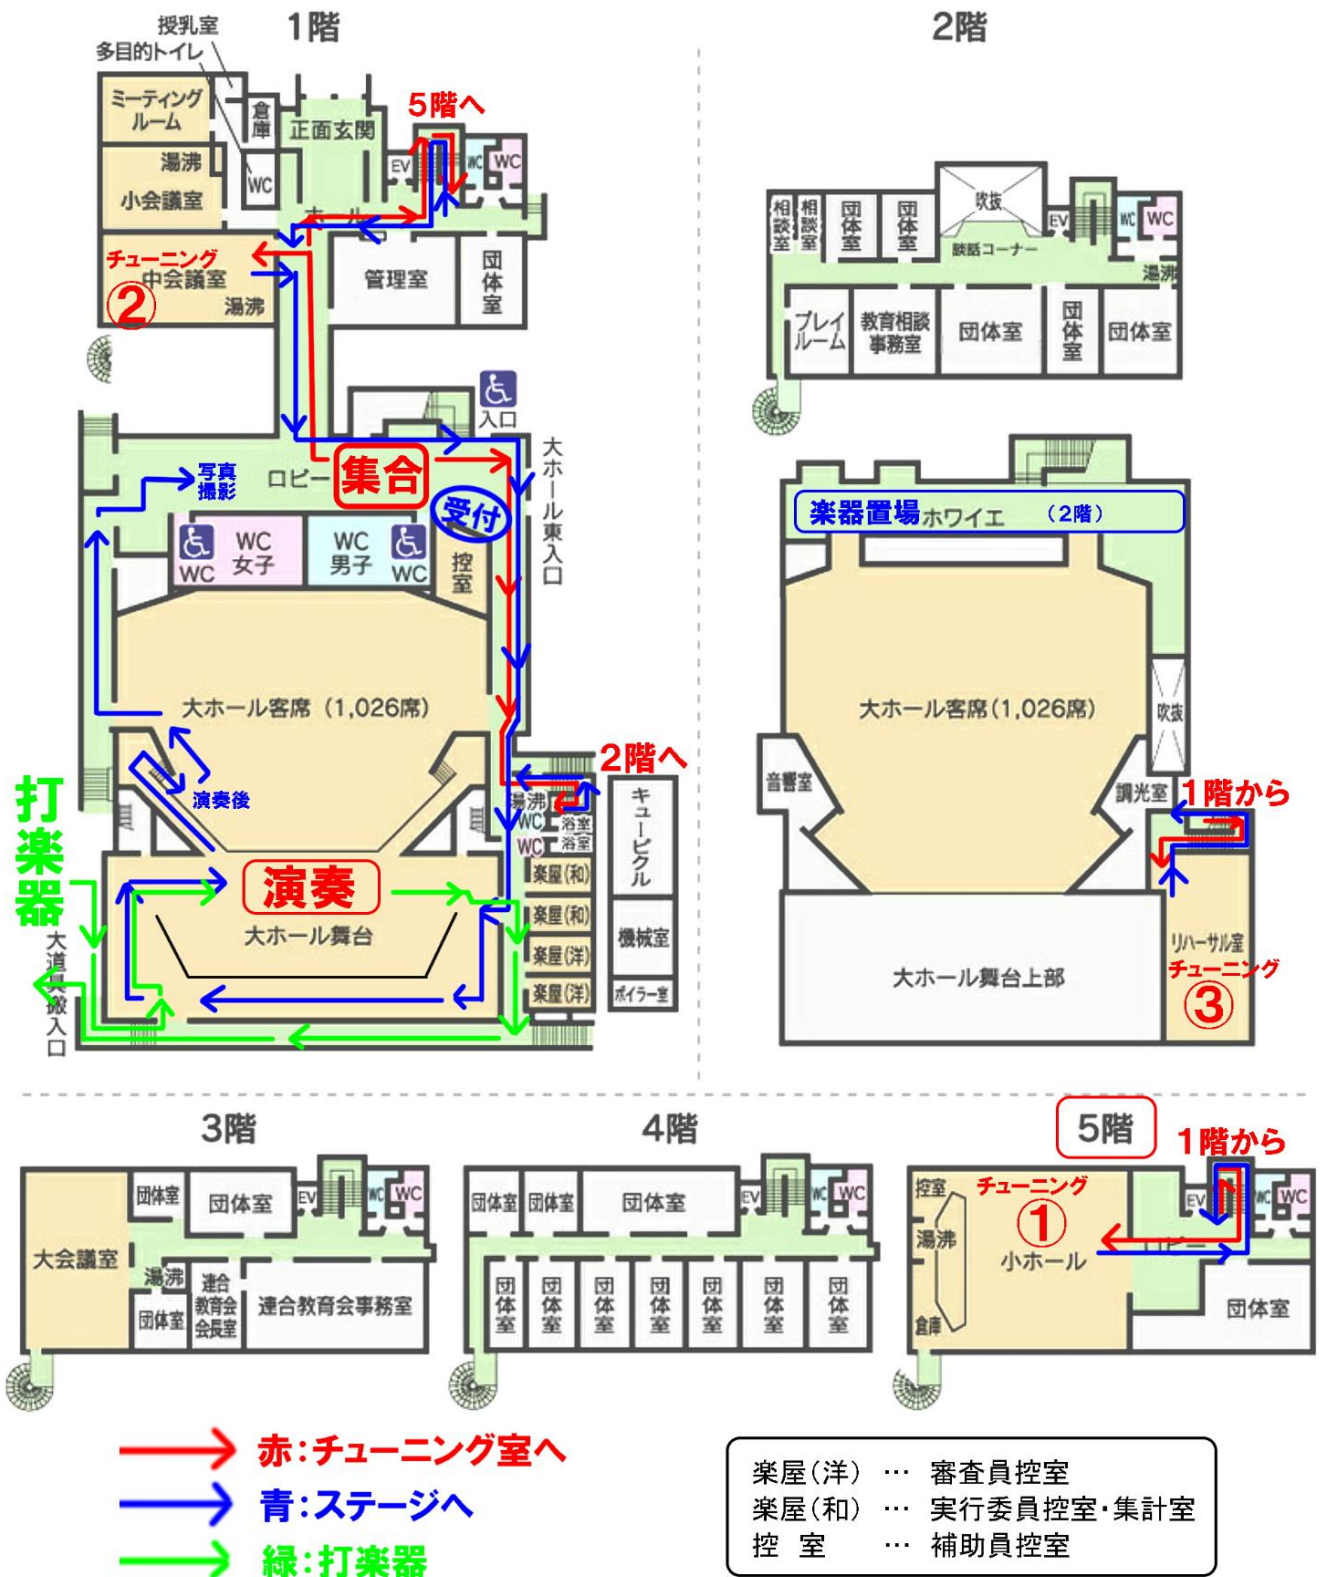 1階
授乳室
多目的トイレ
ミーティング
ルーム
倉庫
正面玄関
5階へ
EV
WC
WC
湯沸
小会議室
WC
ホール
チューニング
中会議室
②
湯沸
管理室
団体室
入口
ロビー
集合
受付
写真
撮影
大ホール東入口
WC
女子
WC
WC
男子
WC
控室
大ホール客席(1,026席)
演奏後
2階へ
湯沸
WC
浴室
浴室
WC
キュービクル
機械室
ボイラー室
楽屋(和)
楽屋(和)
楽屋(洋)
楽屋(洋)
打楽器
大道具搬入口
演奏
大ホール舞台
2階
相談室
相談室
団体室
団体室
吹抜
談話コーナー
EV
WC
WC
湯沸
プレイ
ルーム
教育相談
事務室
団体室
団体室
団体室
楽器置場ホワイエ (2階)
大ホール客席(1,026席)
吹抜
音響室
調光室
1階から
大ホール舞台上部
リハーサル室
チューニング
③
3階
団体室
団体室
EV
WC
WC
大会議室
湯沸
団体室
連合
教育会
会長室
連合教育会事務室
4階
団体室
団体室
団体室
EV
WC
WC
団体室
団体室
団体室
団体室
団体室
団体室
団体室
5階
1階から
控室
チューニング
①
EV
WC
WC
湯沸
ロビー
小ホール
倉庫
団体室
赤:チューニング室へ
青:ステージへ
緑:打楽器
楽屋(洋) … 審査員控室
楽屋(和) … 実行委員控室・集計室
控 室 … 補助員控室